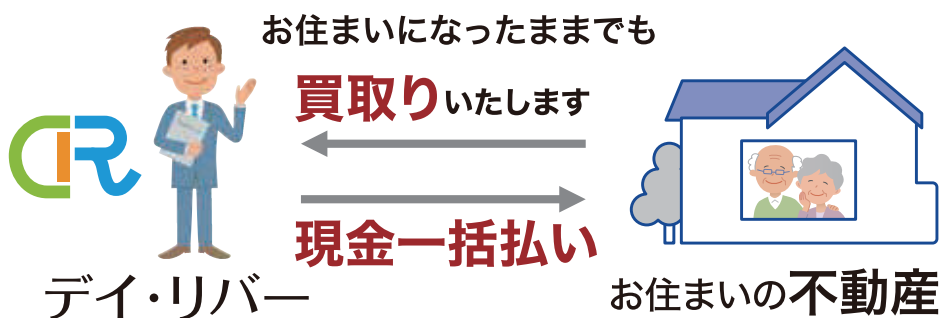 お住まいになったままでも
買取りいたします
現金一括払い
デイ・リバー
お住まいの不動産